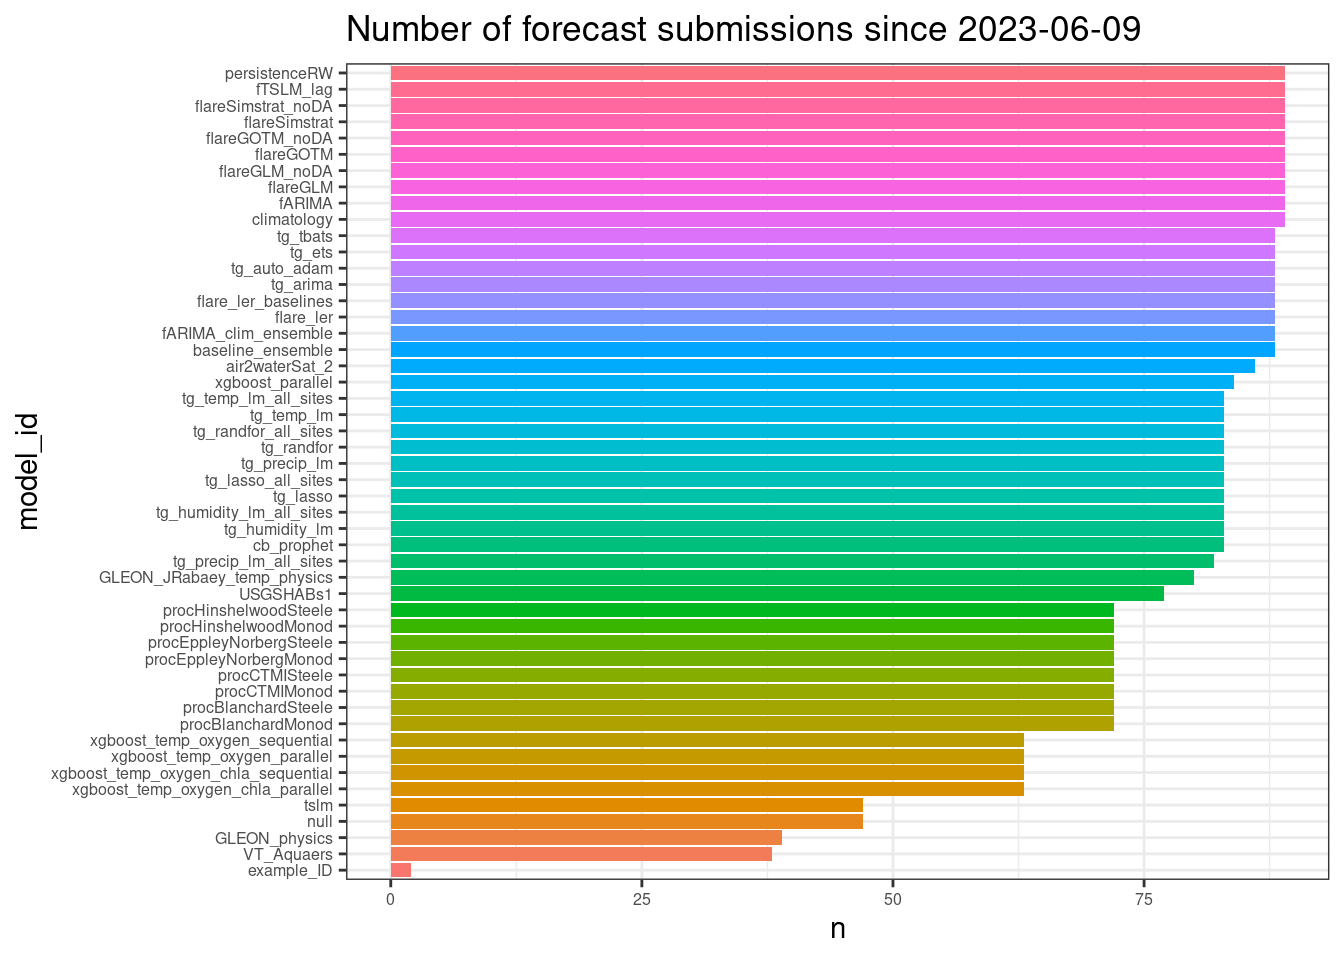 Number of forecast submissions since 2023-06-09
persistenceRW
fTSLM_lag
flareSimstrat_noDA
flareSimstrat
flareGOTM_noDA
flareGOTM
flareGLM_noDA
flareGLM
fARIMA
climatology
tg_tbats
tg_ets
tg_auto_adam
tg_arima
flare_ler_baselines
flare_ler
fARIMA_clim_ensemble
baseline_ensemble
air2waterSat_2
xgboost_parallel
tg_temp_lm_all_sites
tg_temp_lm
tg_randfor_all_sites
tg_randfor
tg_precip_lm
tg_lasso_all_sites
tg_lasso
tg_humidity_lm_all_sites
tg_humidity_lm
cb_prophet
tg_precip_lm_all_sites
GLEON_JRabaey_temp_physics
USGSHABs1
procHinshelwoodSteele
procHinshelwoodMonod
procEppleyNorbergSteele
procEppleyNorbergMonod
procCTMISteele
procCTMIMonod
procBlanchardSteele
procBlanchardMonod
xgboost_temp_oxygen_sequential
xgboost_temp_oxygen_parallel
xgboost_temp_oxygen_chla_sequential
xgboost_temp_oxygen_chla_parallel
tslm
null
GLEON_physics
VT_Aquaers
example_ID
model_id
0 25 50 75
n